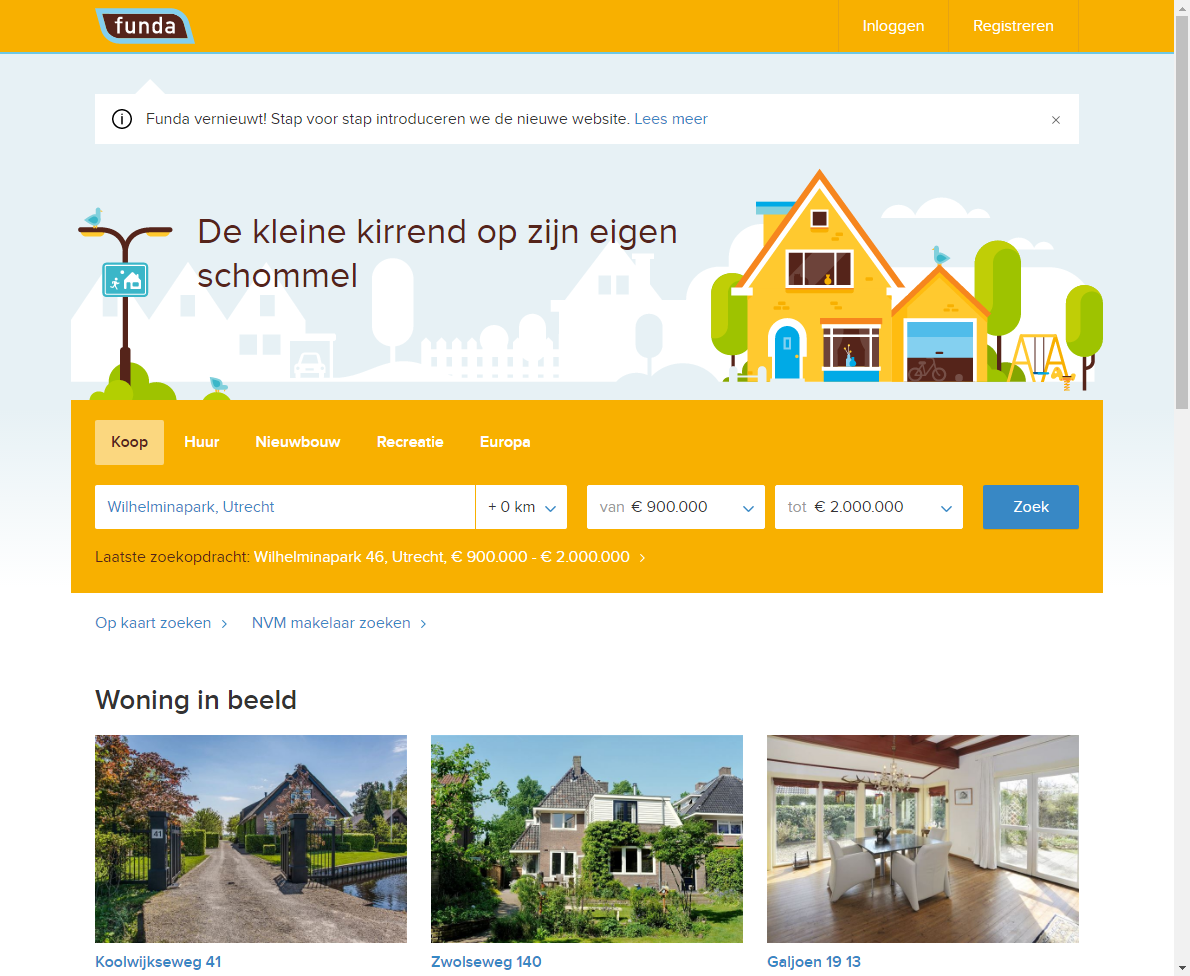 funda
Inloggen
Registreren
Funda vernieuwt! Stap voor stap introduceren we de nieuwe website. Lees meer
De kleine kirrend op zijn eigen
schommel
Koop
Huur
Nieuwbouw
Recreatie
Europa
Wilhelminapark, Utrecht
+ 0 km
van € 900.000
tot € 2.000.000
Zoek
Laatste zoekopdracht: Wilhelminapark 46, Utrecht, € 900.000 - € 2.000.000
Op kaart zoeken
NVM makelaar zoeken
Woning in beeld
41
Koolwijkseweg 41
Zwolseweg 140
Galjoen 19 13